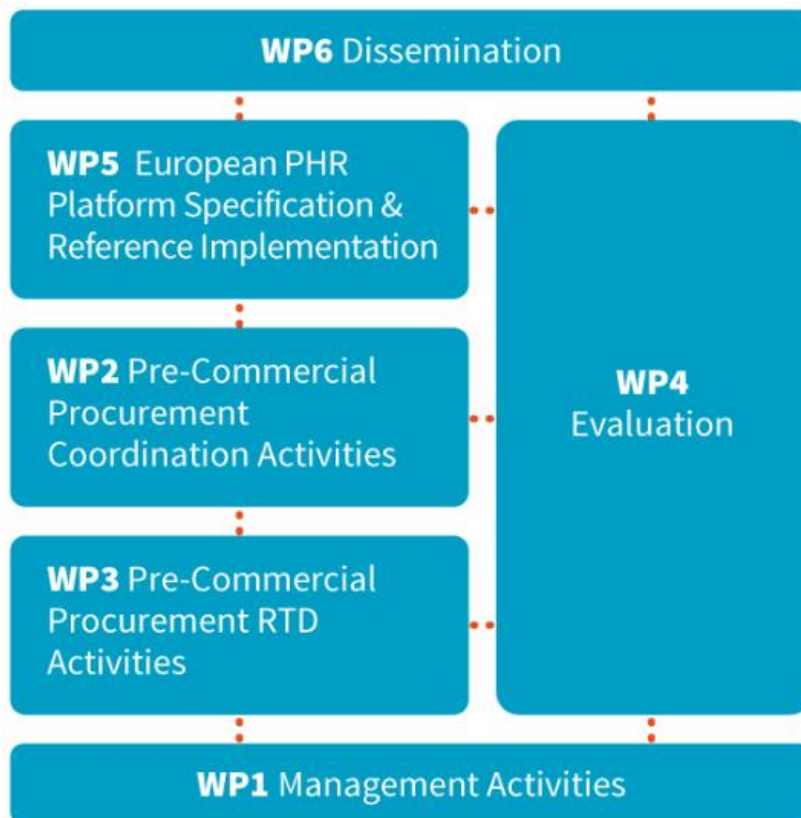 WP6 Dissemination
WP5 European PHR
Platform Specification &
Reference Implementation
WP2 Pre-Commercial
Procurement
Coordination Activities
WP3 Pre-Commercial
Procurement RTD
Activities
WP4
Evaluation
WP1 Management Activities